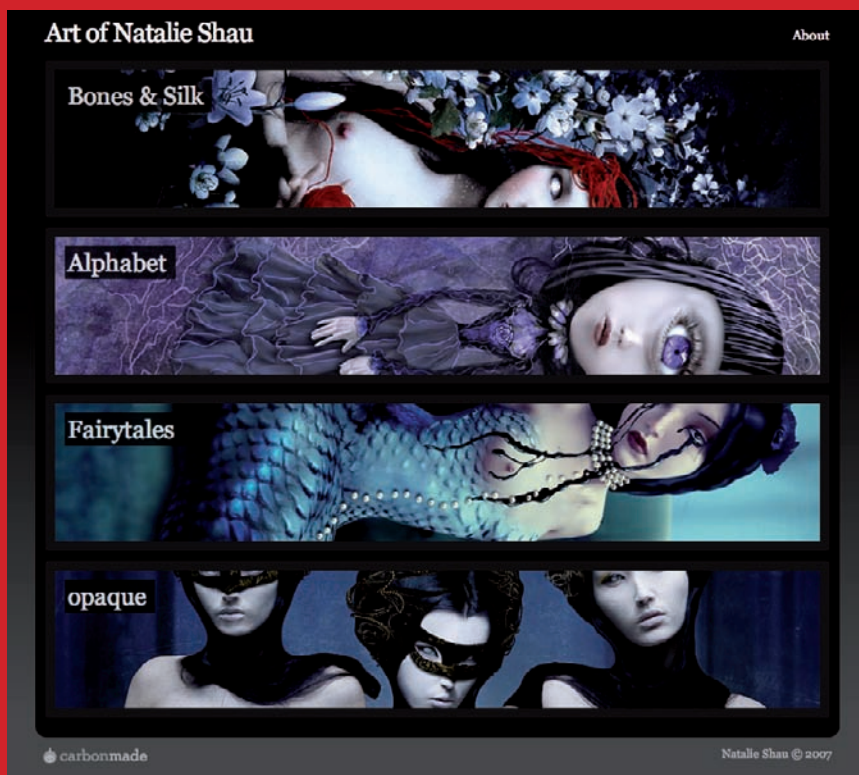 Art of Natalie Shau
About
Bones & Silk
Alphabet
Fairytales
opaque
carbonmade
Natalie Shau © 2007